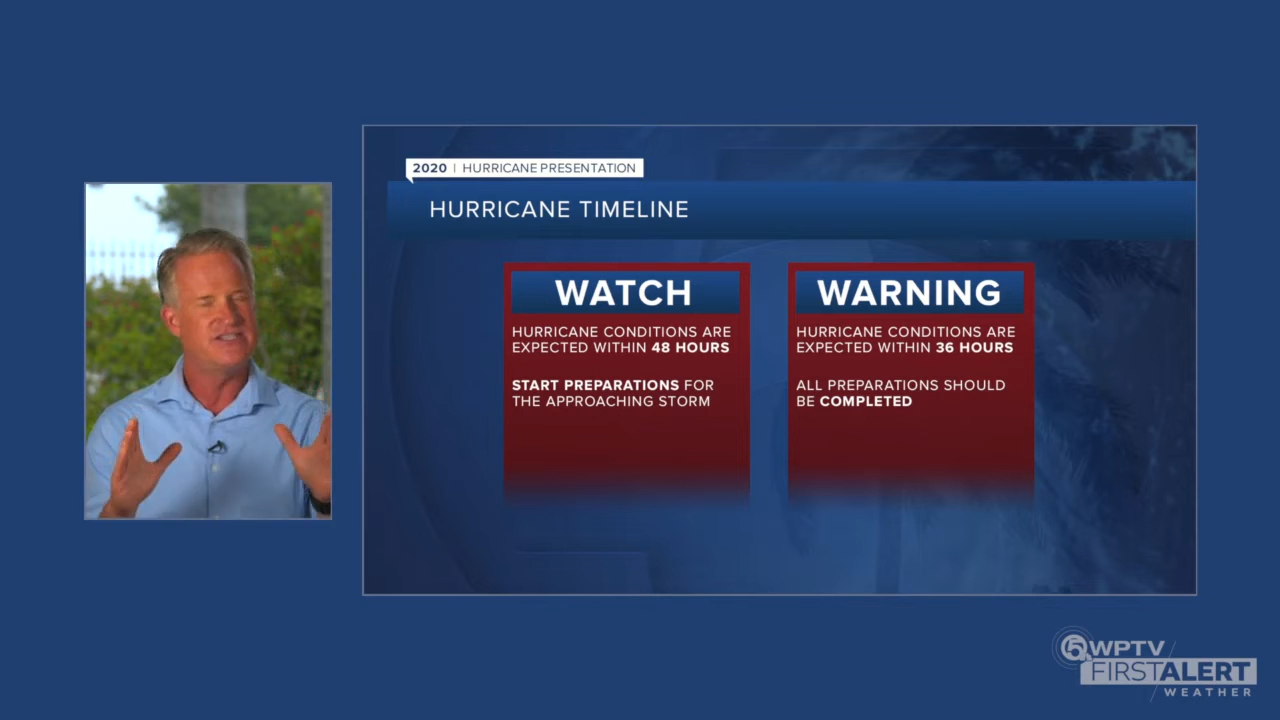 2020 | HURRICANE PRESENTATION
HURRICANE TIMELINE
WATCH
HURRICANE CONDITIONS ARE
EXPECTED WITHIN 48 HOURS
START PREPARATIONS FOR
THE APPROACHING STORM
WARNING
HURRICANE CONDITIONS ARE
EXPECTED WITHIN 36 HOURS
ALL PREPARATIONS SHOULD
BE COMPLETED
5 WPTV
FIRST ALERT
WEATHER